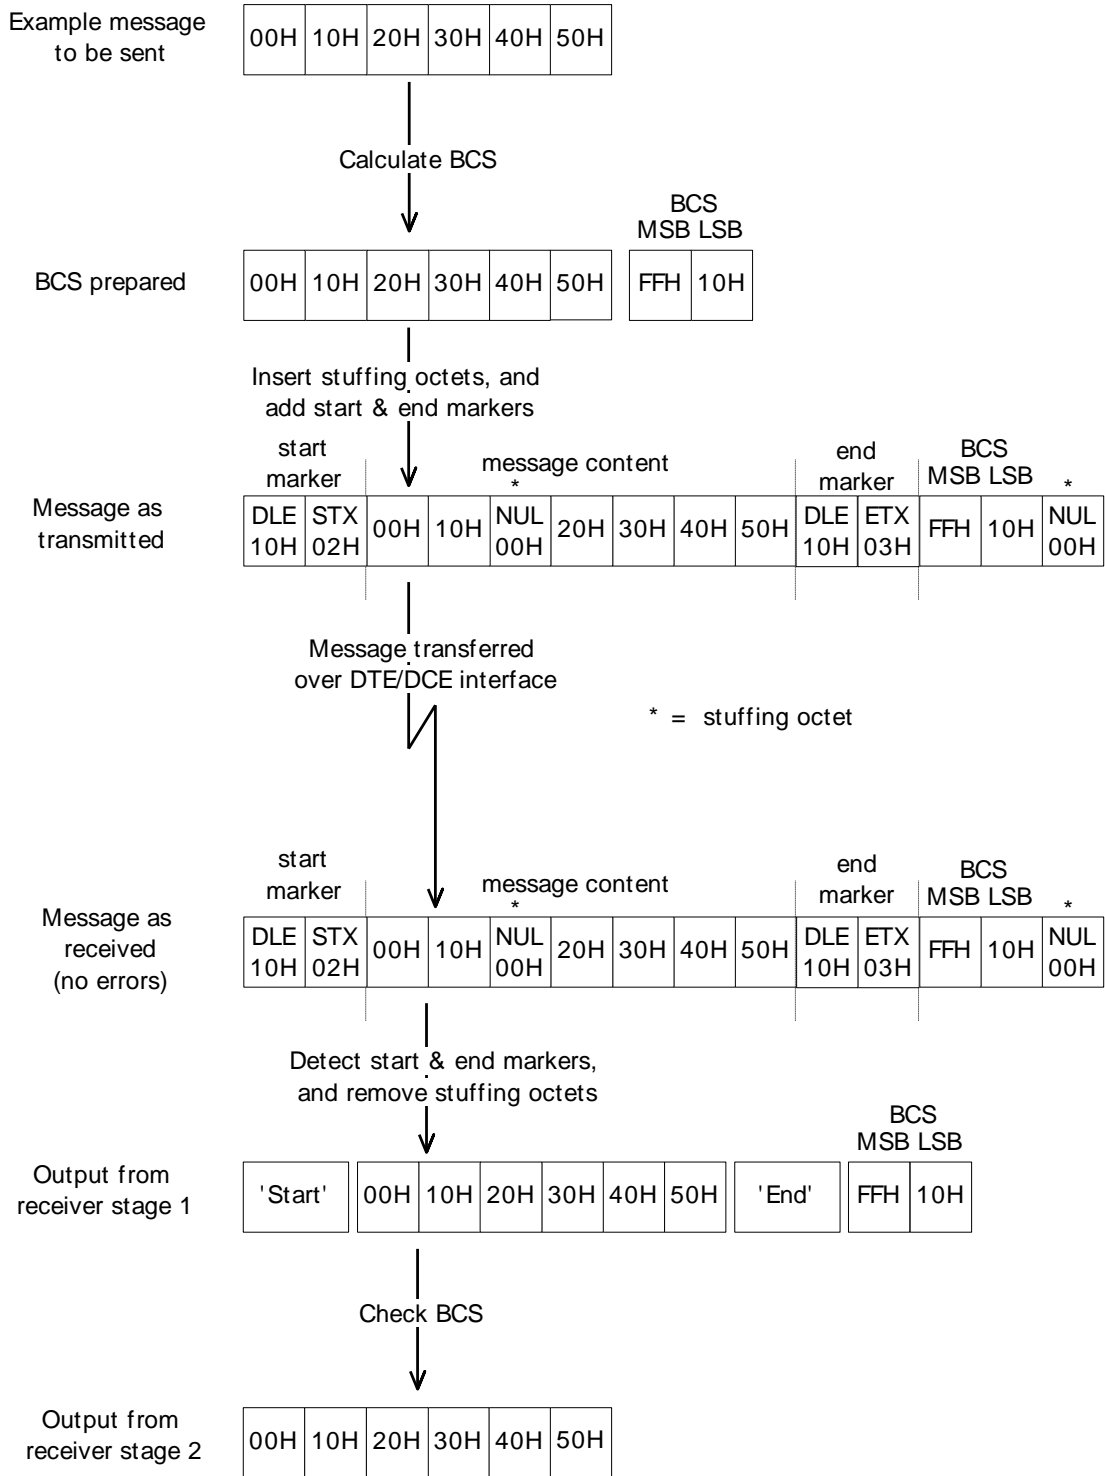 Example message
to be sent
00H 10H 20H 30H 40H 50H
Calculate BCS
BCS
MSB LSB
BCS prepared
00H 10H 20H 30H 40H 50H FFH 10H
Insert stuffing octets, and
add start & end markers
start
marker
message content
*
end
marker
BCS
MSB LSB
*
Message as
transmitted
DLE STX 00H 10H NUL 20H 30H 40H 50H DLE ETX FFH 10H NUL
10H 02H 00H 10H 03H 00H
Message transferred
over DTE/DCE interface
* = stuffing octet
start
marker
message content
*
end
marker
BCS
MSB LSB
*
Message as
received
(no errors)
DLE STX 00H 10H NUL 20H 30H 40H 50H DLE ETX FFH 10H NUL
10H 02H 00H 10H 03H 00H
Detect start & end markers,
and remove stuffing octets
BCS
MSB LSB
Output from
receiver stage 1
'Start' 00H 10H 20H 30H 40H 50H 'End' FFH 10H
Check BCS
Output from
receiver stage 2
00H 10H 20H 30H 40H 50H